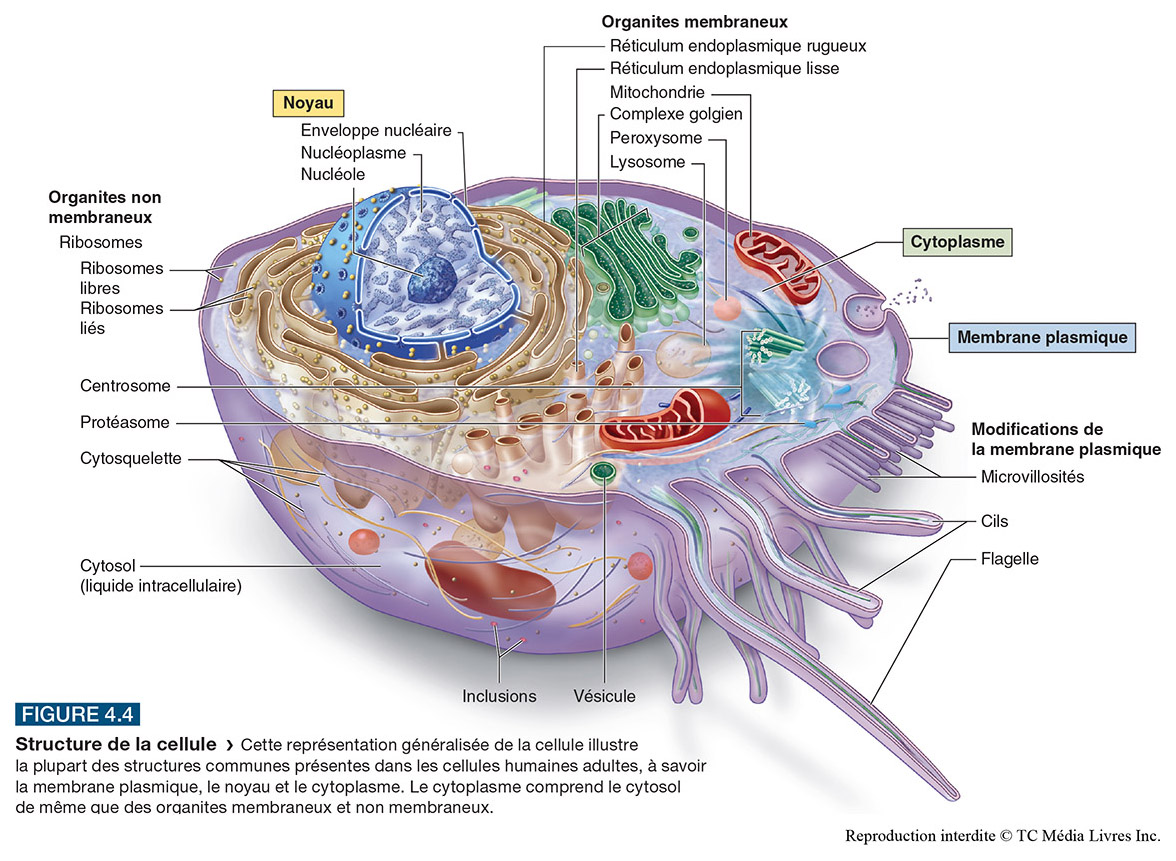 Organites membraneux
Réticulum endoplasmique rugueux
Réticulum endoplasmique lisse
Mitochondrie
Complexe golgien
Peroxysome
Lysosome
Noyau
Enveloppe nucléaire
Nucléoplasme
Nucléole
Organites non
membraneux
Ribosomes
Ribosomes
libres
Ribosomes
liés
Cytoplasme
Membrane plasmique
Centrosome
Protéasome
Cytosquelette
Modifications de
la membrane plasmique
Microvillosités
Cils
Flagelle
Cytosol
(liquide intracellulaire)
Inclusions
Vésicule
FIGURE 4.4
Structure de la cellule › Cette représentation généralisée de la cellule illustre
la plupart des structures communes présentes dans les cellules humaines adultes, à savoir
la membrane plasmique, le noyau et le cytoplasme. Le cytoplasme comprend le cytosol
de même que des organites membraneux et non membraneux.
Reproduction interdite © TC Média Livres Inc.